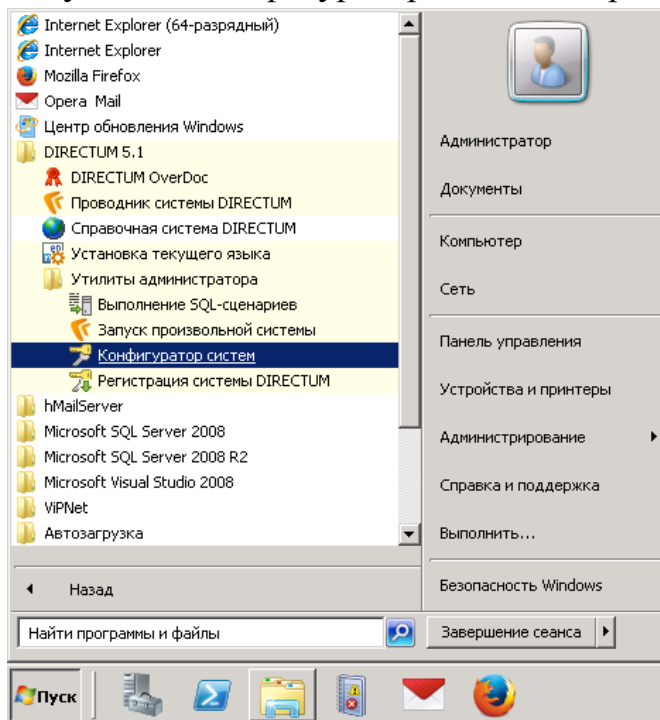 Internet Explorer (64-разрядный)
Internet Explorer
Mozilla Firefox
Opera Mail
Центр обновления Windows
DIRECTUM 5.1
DIRECTUM OverDoc
Проводник системы DIRECTUM
Справочная система DIRECTUM
Установка текущего языка
Утилиты администратора
Выполнение SQL-сценариев
Запуск произвольной системы
Конфигуратор систем
Регистрация системы DIRECTUM
hMailServer
Microsoft SQL Server 2008
Microsoft SQL Server 2008 R2
Microsoft Visual Studio 2008
ViPNet
Автозагрузка
Назад
Найти программы и файлы
Администратор
Документы
Компьютер
Сеть
Панель управления
Устройства и принтеры
Администрирование
Справка и поддержка
Выполнить...
Безопасность Windows
Завершение сеанса
Пуск